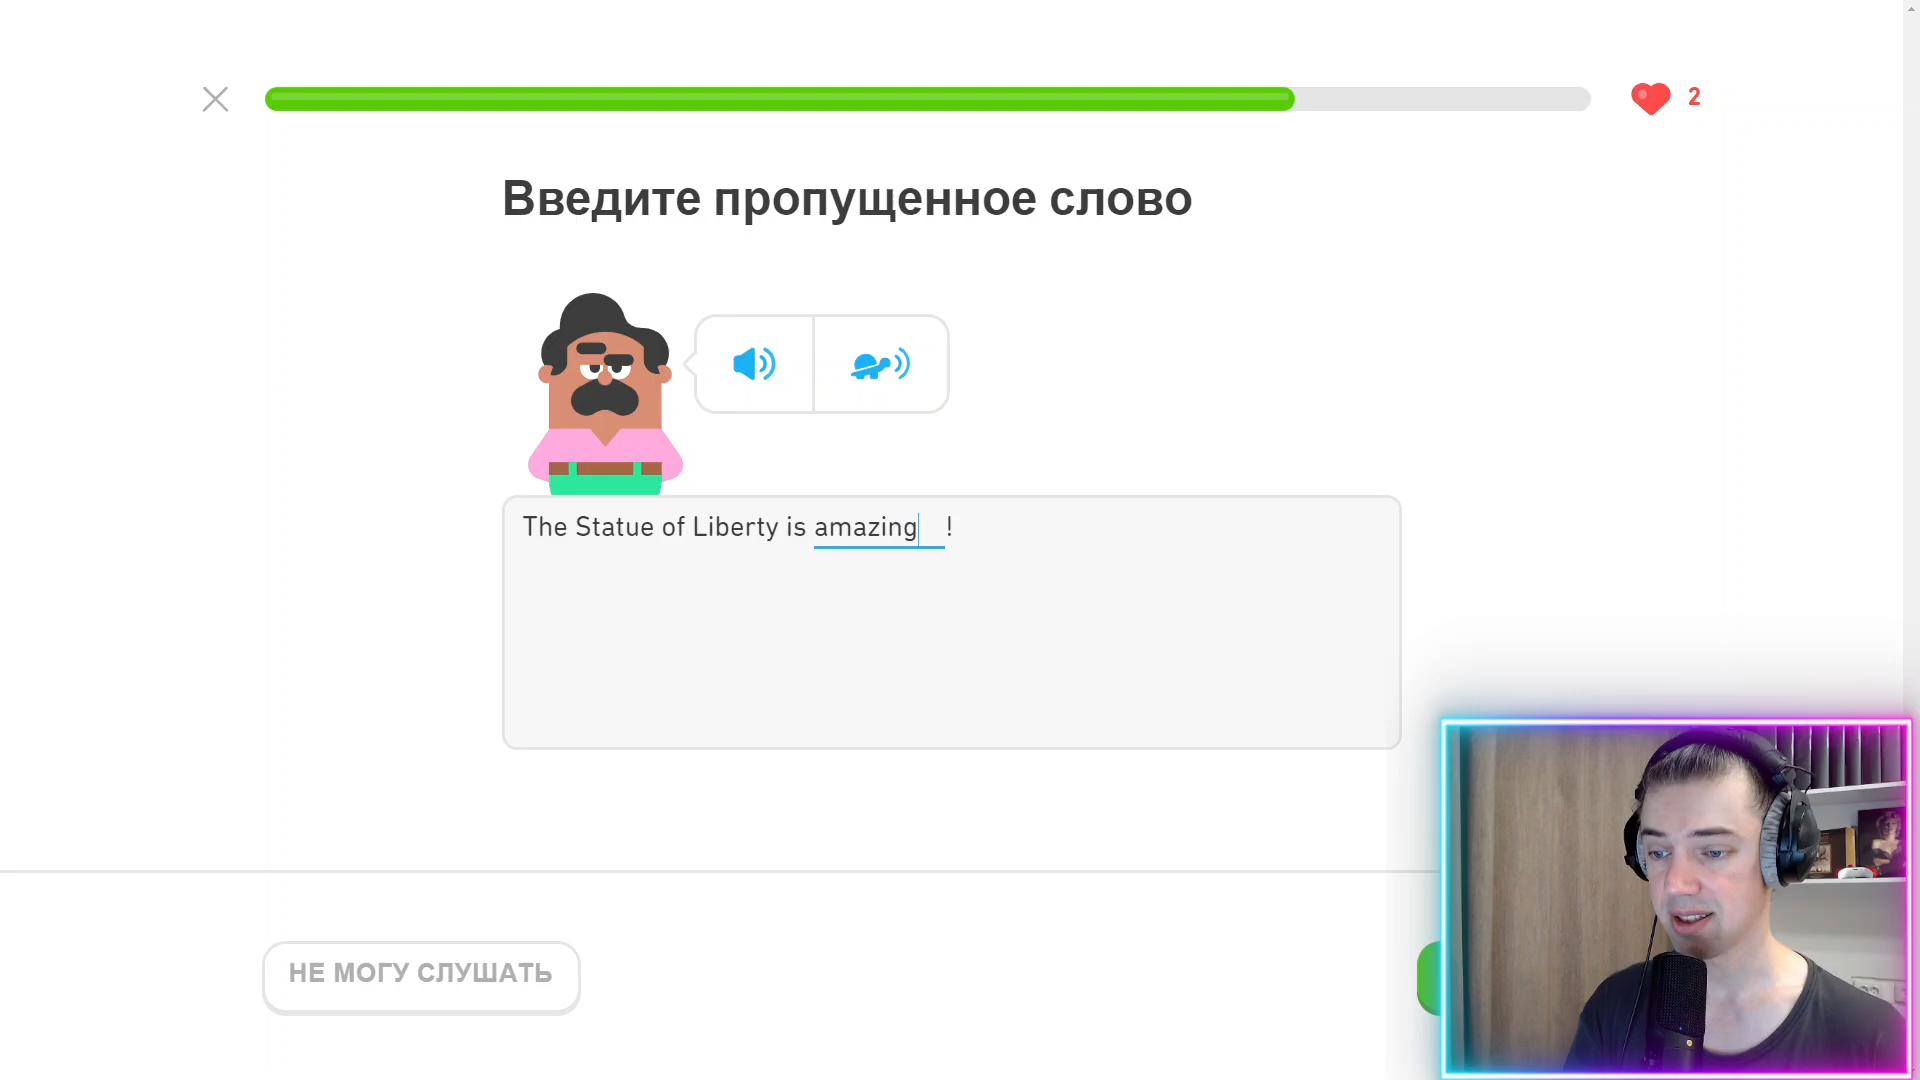 2
Введите пропущенное слово
The Statue of Liberty is amazing !
НЕ МОГУ СЛУШАТЬ